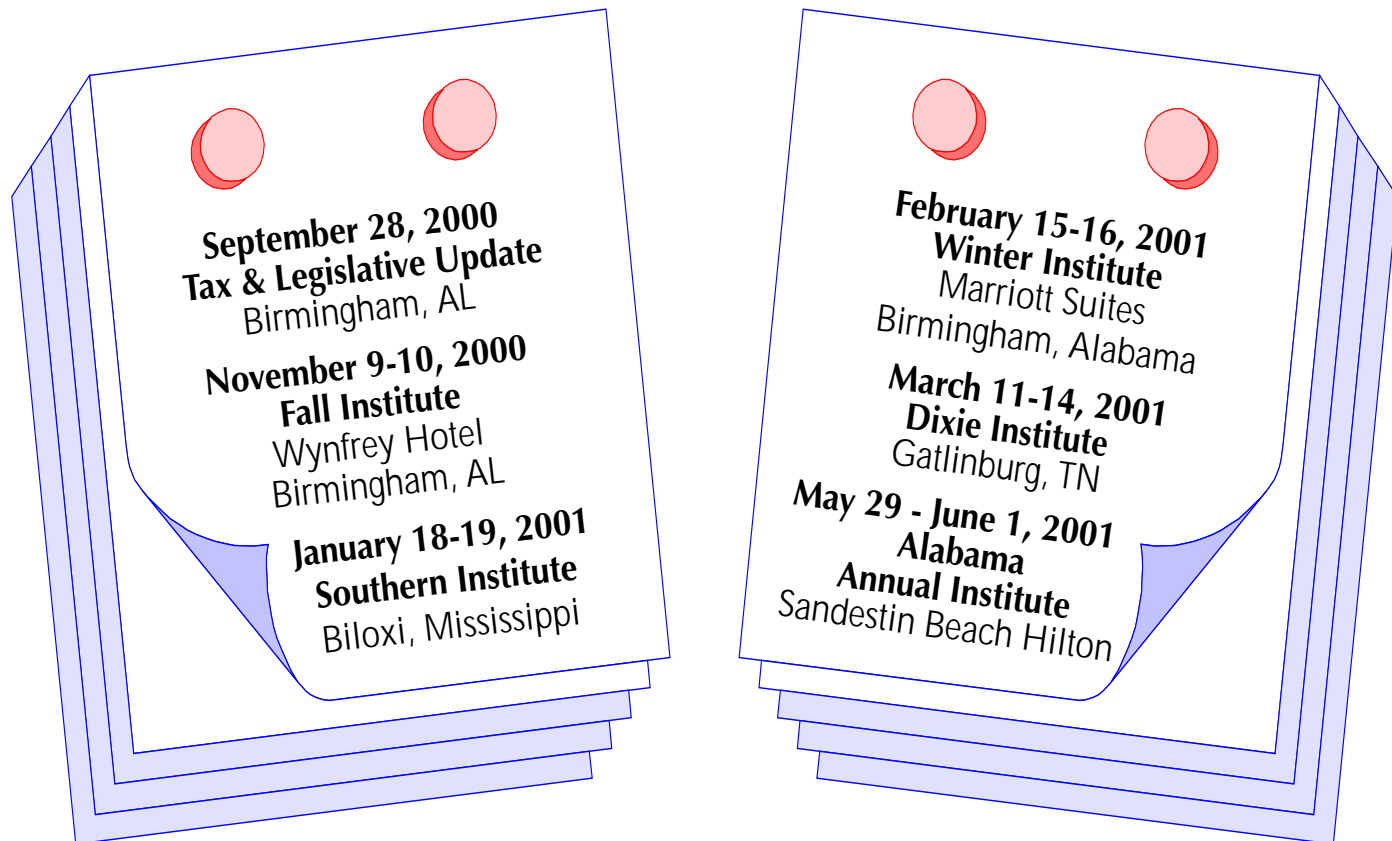 September 28, 2000
Tax & Legislative Update
Birmingham, AL
November 9-10, 2000
Fall Institute
Wynfrey Hotel
Birmingham, AL
January 18-19, 2001
Southern Institute
Biloxi, Mississippi
February 15-16, 2001
Winter Institute
Marriott Suites
Birmingham, Alabama
March 11-14, 2001
Dixie Institute
Gatlinburg, TN
May 29 - June 1, 2001
Alabama
Annual Institute
Sandestin Beach Hilton